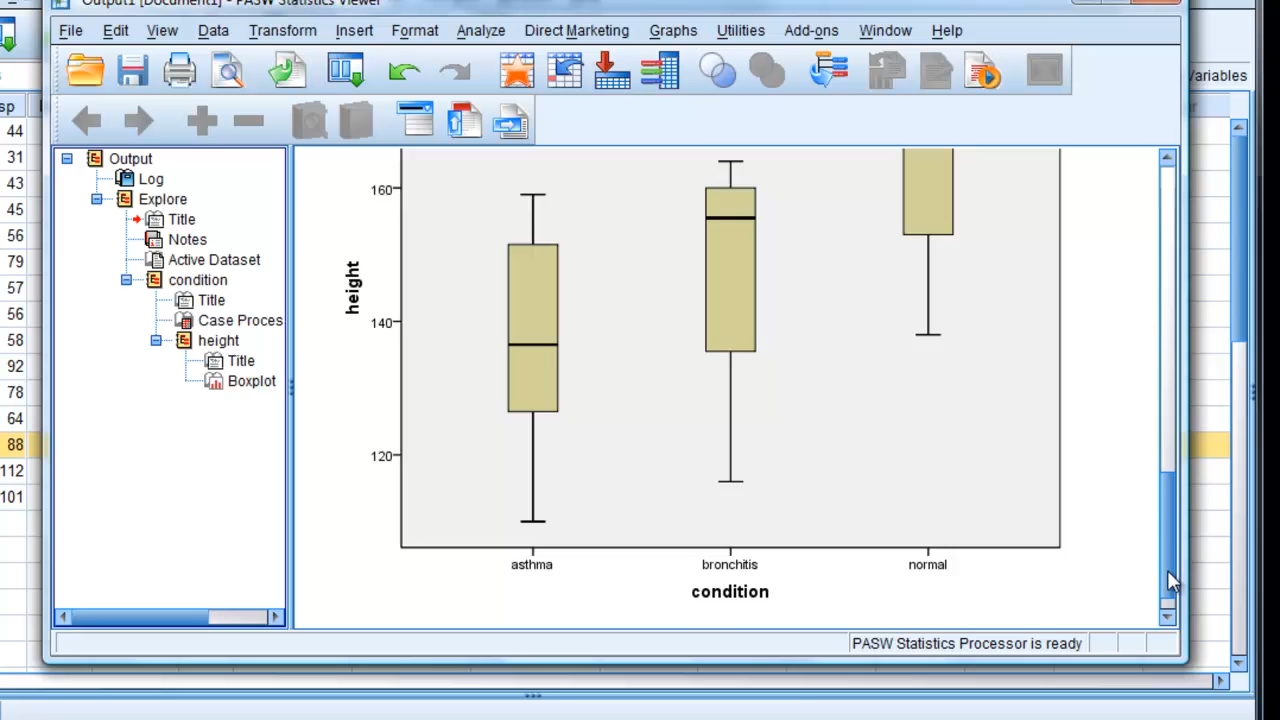 Output1 [Document1] - PASW Statistics Viewer
File Edit View Data Transform Insert Format Analyze Direct Marketing Graphs Utilities Add-ons Window Help
Variables
sp
44
31
43
45
56
79
57
56
58
92
78
64
88
112
101
Output
Log
Explore
Title
Notes
Active Dataset
condition
Title
Case Proces
height
Title
Boxplot
160
140
120
height
asthma bronchitis normal
condition
PASW Statistics Processor is ready